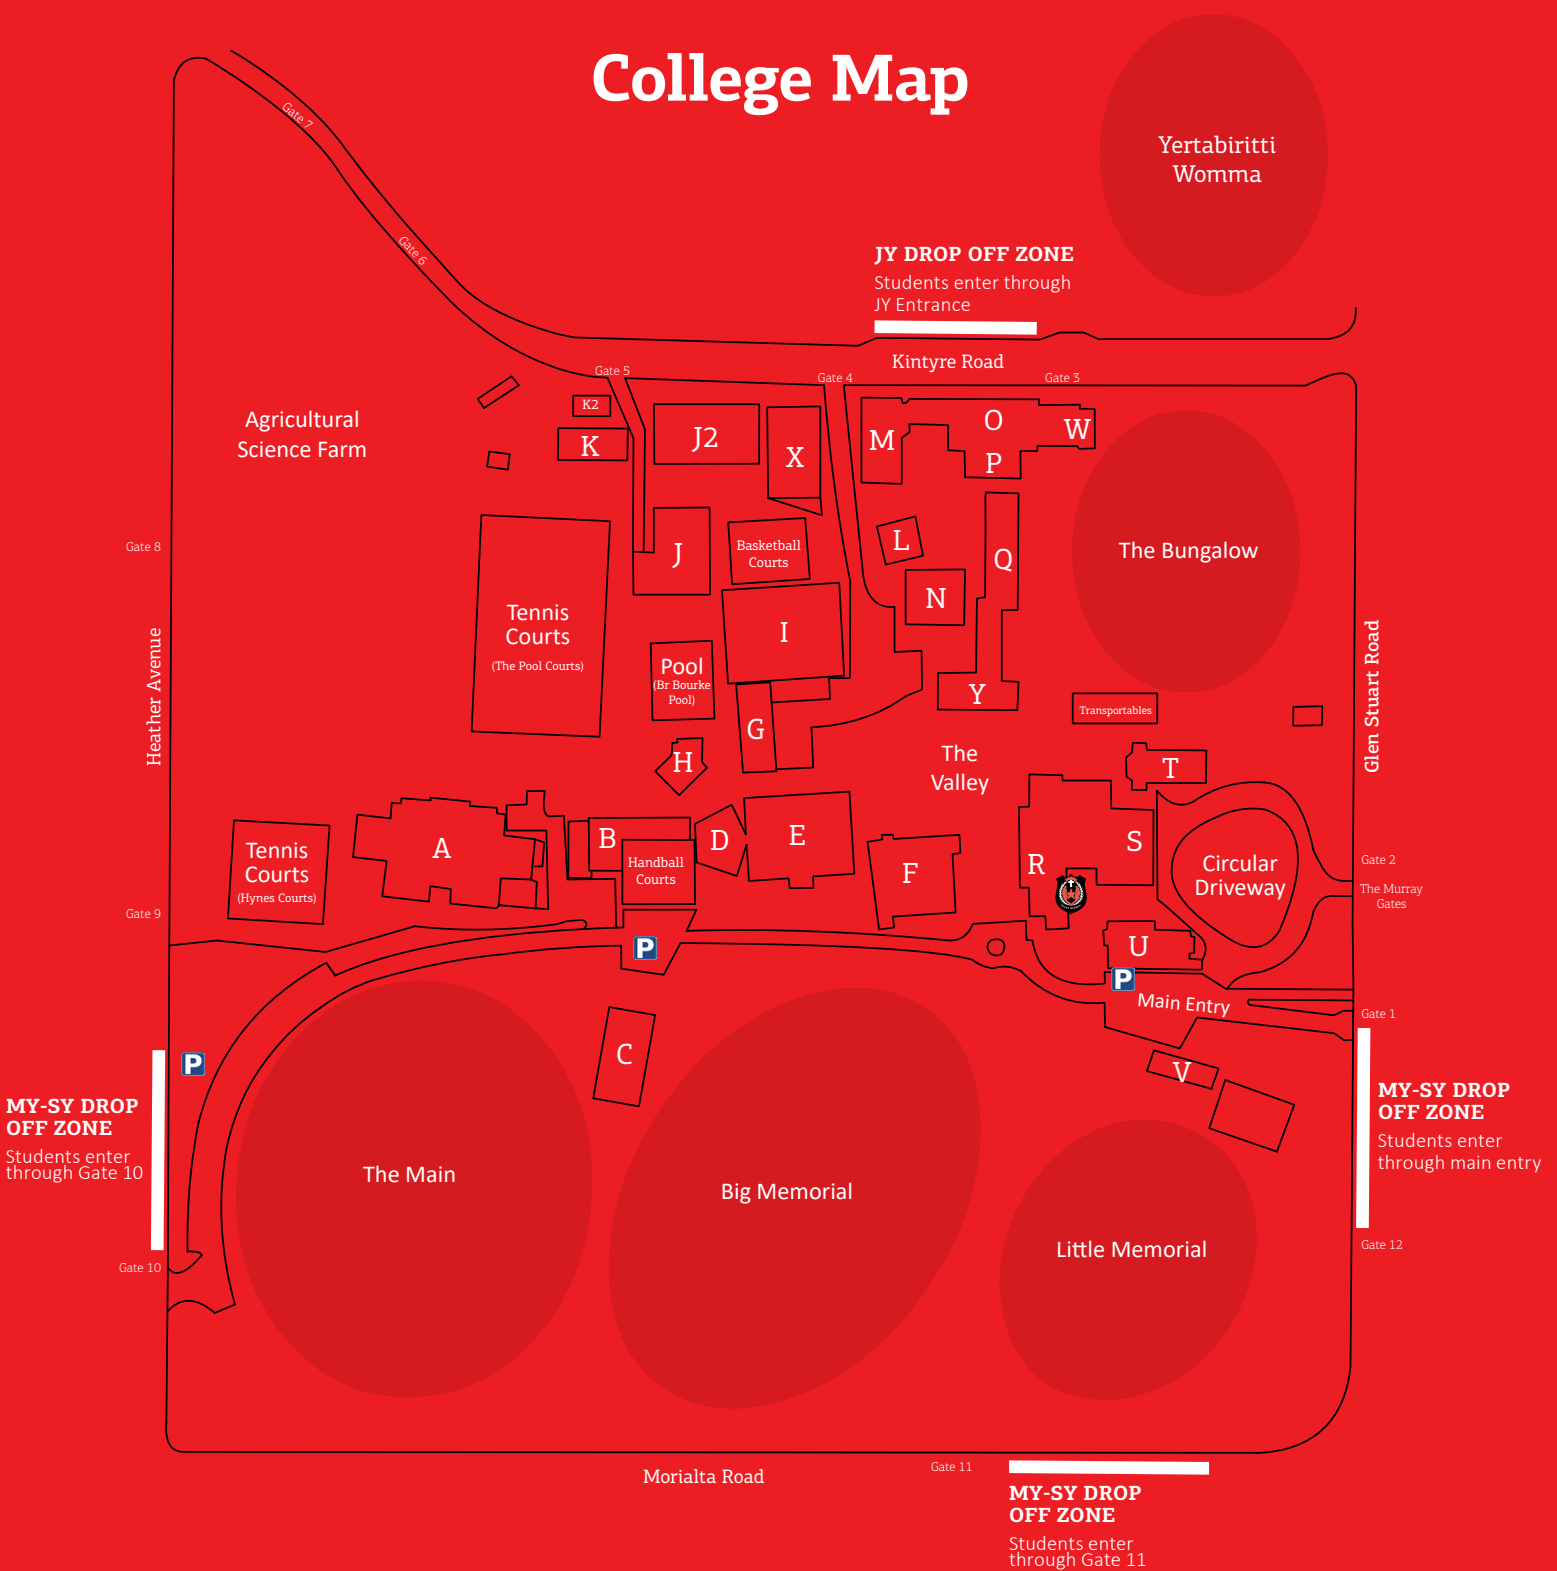 College Map
Yertabiritti
Womma
Gate 7
Gate 6
JY DROP OFF ZONE
Students enter through
JY Entrance
Kintyre Road
Gate 5
Gate 4
Gate 3
Agricultural
Science Farm
K2
K
J2
X
M
O
W
P
Gate 8
J
Basketball
Courts
L
Q
The Bungalow
N
Tennis
Courts
(The Pool Courts)
I
Pool
(Br Bourke
Pool)
Heather Avenue
Glen Stuart Road
Y
Transportables
G
H
The
Valley
T
Tennis
Courts
(Hynes Courts)
A
B
Handball
Courts
D
E
F
R
S
Circular
Driveway
Gate 2
The Murray
Gates
Gate 9
P
U
P
Main Entry
Gate 1
P
C
V
MY-SY DROP
OFF ZONE
Students enter
through Gate 10
MY-SY DROP
OFF ZONE
Students enter
through main entry
The Main
Big Memorial
Little Memorial
Gate 12
Gate 10
Morialta Road
Gate 11
MY-SY DROP
OFF ZONE
Students enter
through Gate 11